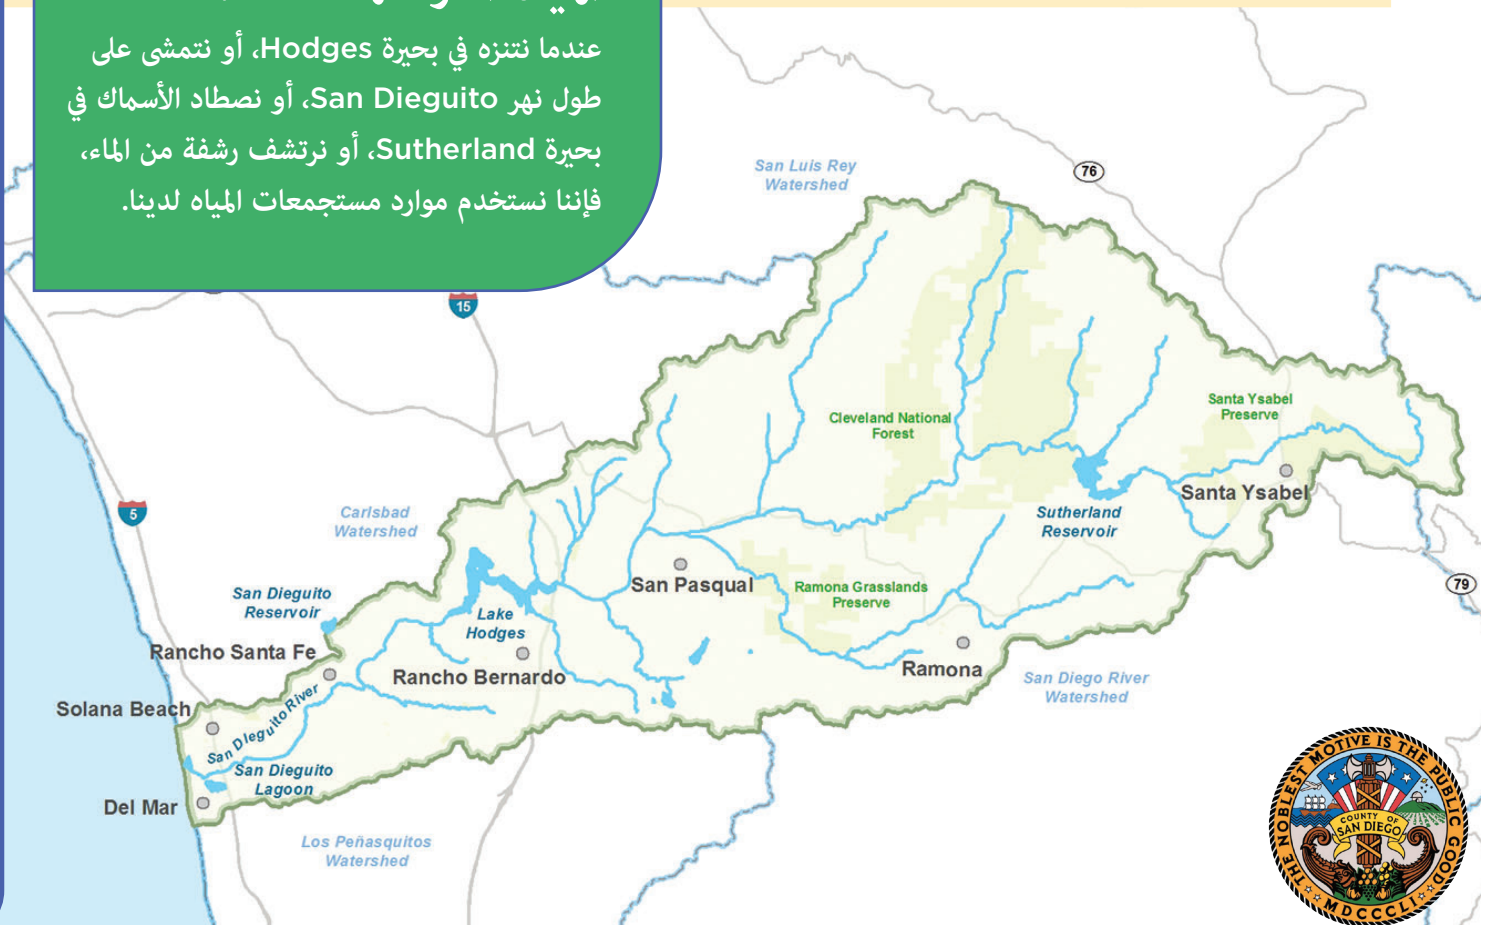 عندما نتنزه في بحيرة Hodges، أو نتمشى على
طول نهر San Dieguito، أو نصطاد الأسماك في
بحيرة Sutherland، أو نرتشف رشفة من الماء،
فإننا نستخدم موارد مستجمعات المياه لدينا.
San Luis Rey
Watershed
76
15
Cleveland National
Forest
Santa Ysabel
Preserve
Santa Ysabel
5
Carlsbad
Watershed
Sutherland
Reservoir
San Pasqual
Ramona Grasslands
Preserve
79
San Dieguito
Reservoir
Lake
Hodges
Rancho Santa Fe
Rancho Bernardo
Ramona
San Diego River
Watershed
Solana Beach
San DIeguito River
San Dieguito
Lagoon
Del Mar
Los Peñasquitos
Watershed
THE NOBLEST MOTIVE IS THE PUBLIC GOOD
COUNTY OF
SAN DIEGO
MDCCCLI